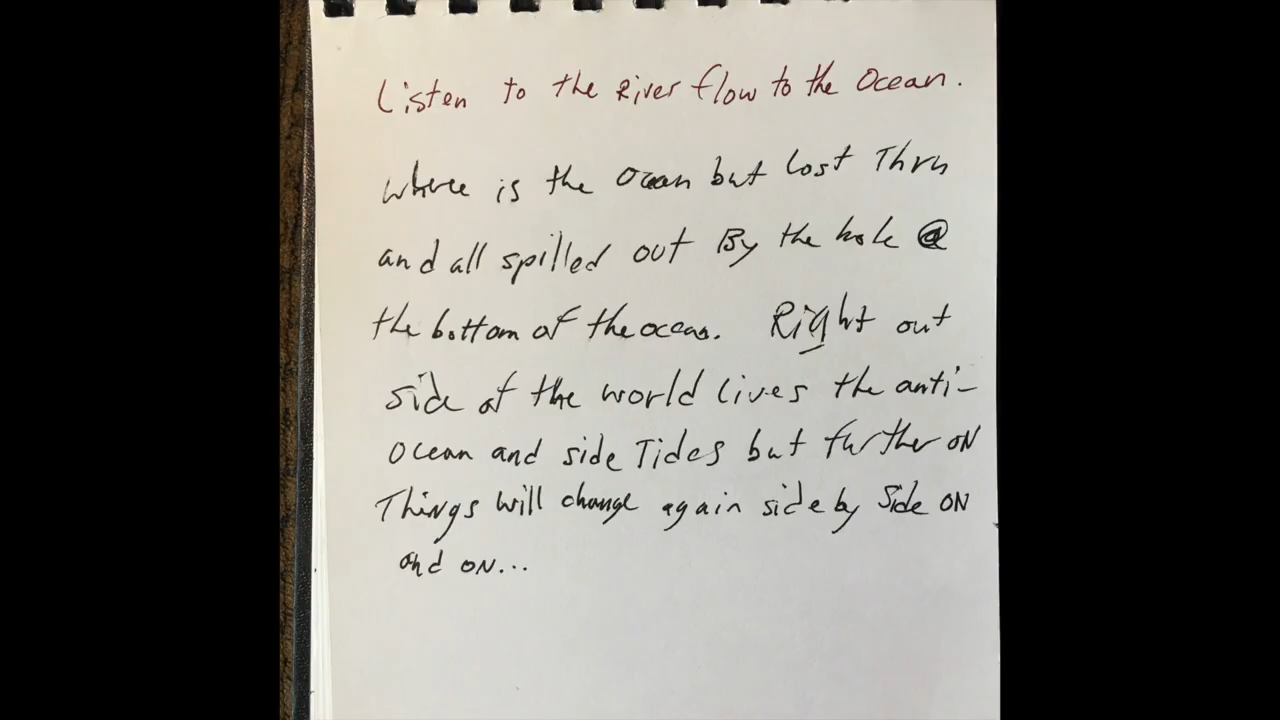 Listen to the River flow to the Ocean.
where is the Ocean but lost Thru
and all spilled out By the hole @
the bottom of the ocean. Right out
side of the world lives the anti-
Ocean and side Tides but further ON
Things will change again side by Side ON
and ON...